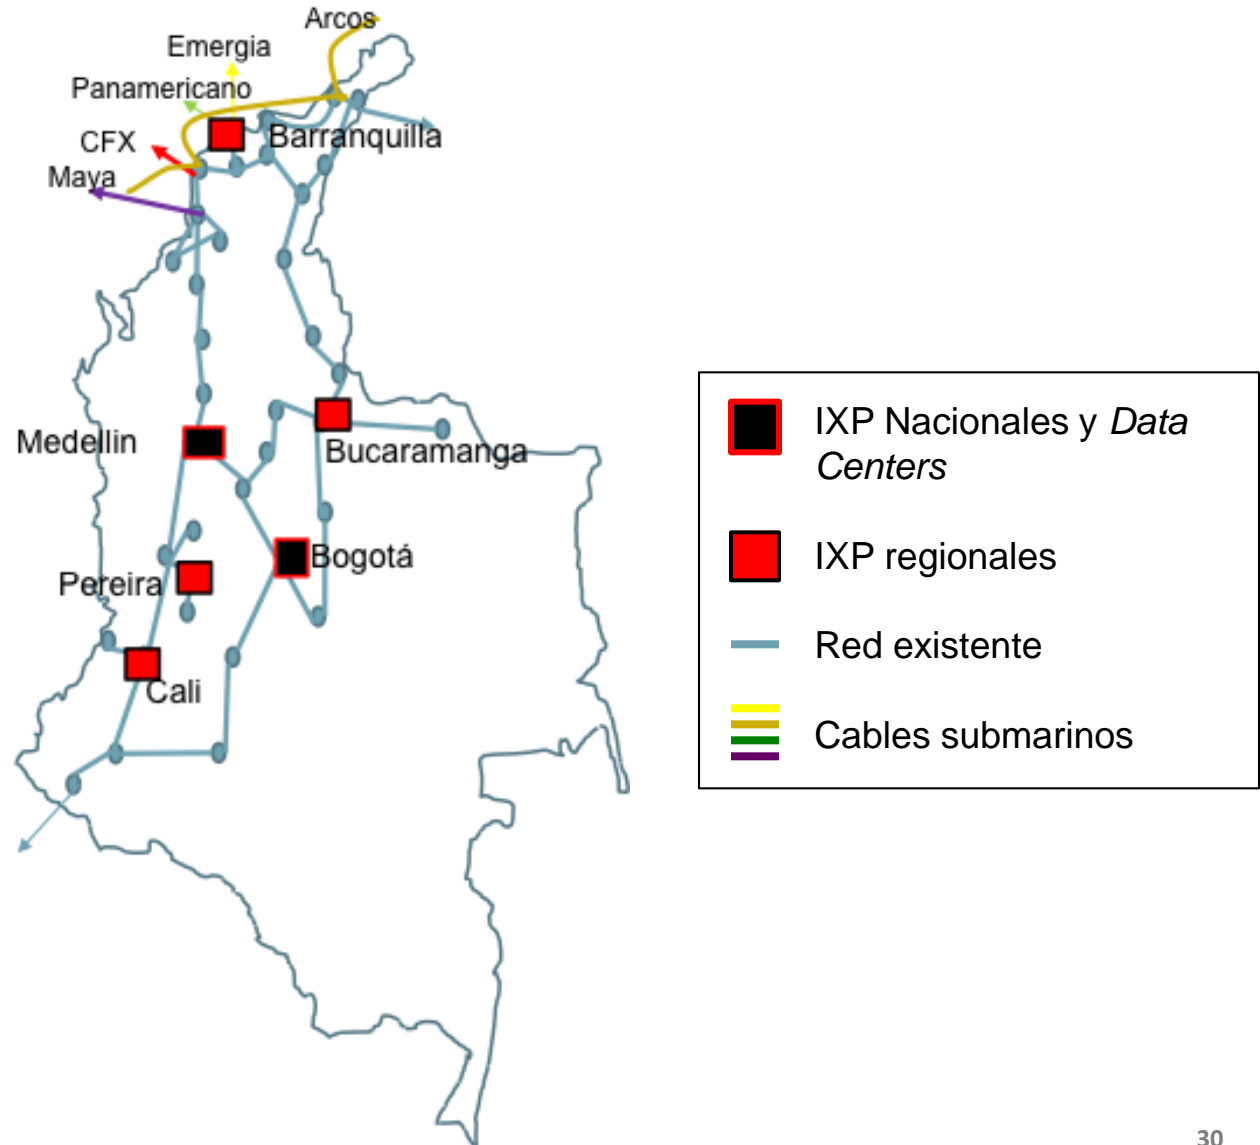 Arcos
Emergia
Panamericano
CFX
Barranquilla
Maya
Medellin
Bucaramanga
Bogotá
Pereira
Cali
IXP Nacionales y Data
Centers
IXP regionales
Red existente
Cables submarinos
30